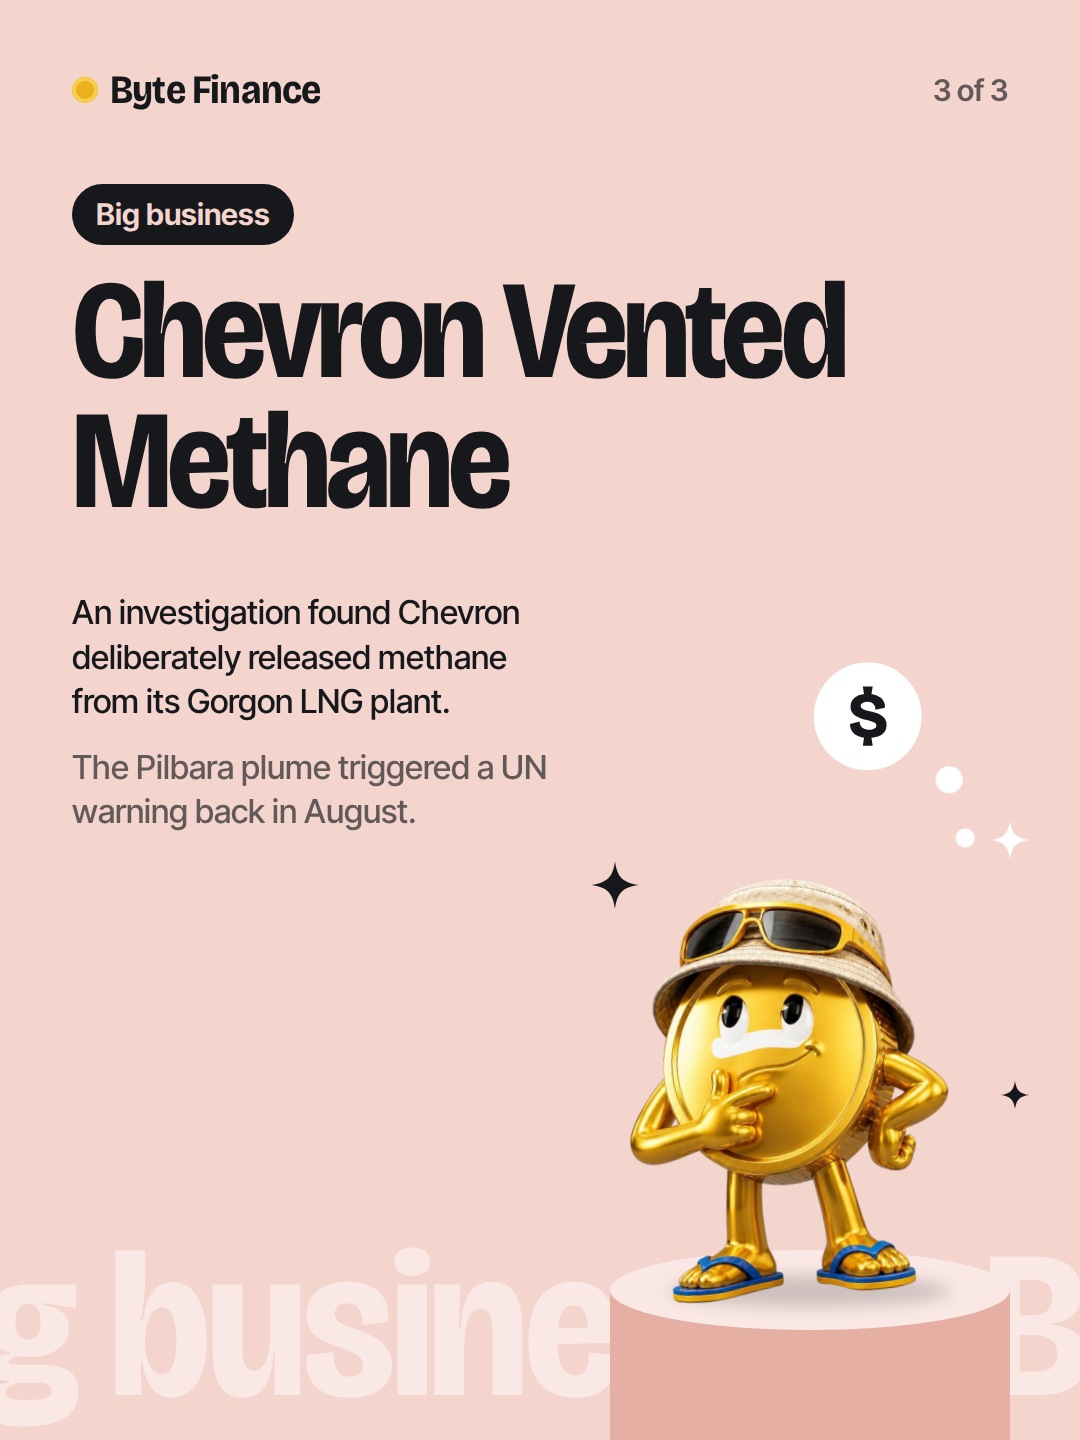 Byte Finance
3 of 3
Big business
Chevron Vented
Methane
An investigation found Chevron
deliberately released methane
from its Gorgon LNG plant.
The Pilbara plume triggered a UN
warning back in August.
$
g busine
B